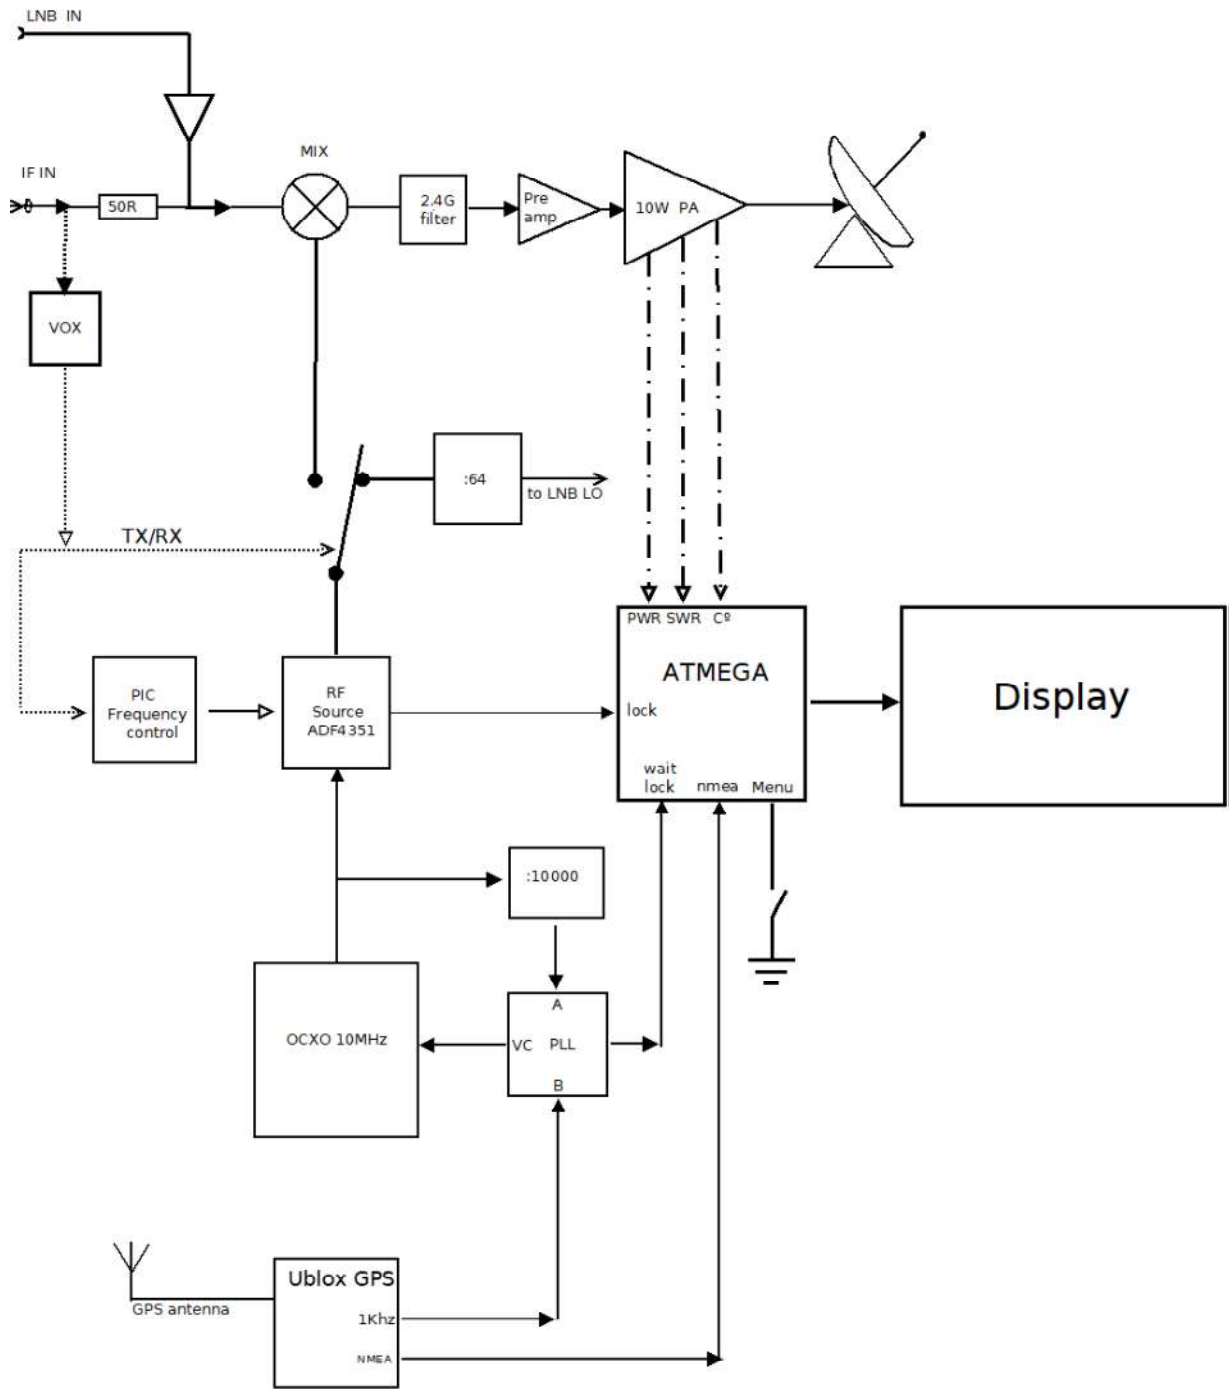 LNB IN
MIX
IF IN
50R
2.4G
filter
Pre
amp
10W PA
VOX
:64
to LNB LO
TX/RX
PWR SWR Cº
ATMEGA
lock
wait
lock
nmea
Menu
Display
PIC
Frequency
control
RF
Source
ADF4351
:10000
A
VC
PLL
B
OCXO 10MHz
Ublox GPS
1Khz
NMEA
GPS antenna